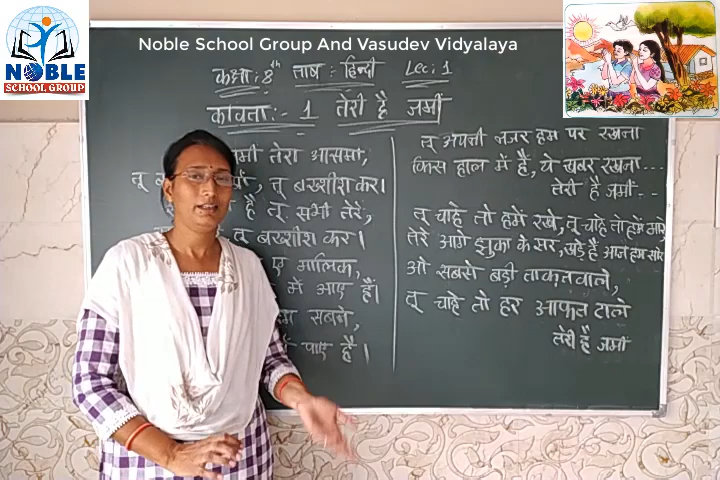 NOBLE
SCHOOL GROUP
Noble School Group And Vasudev Vidyalaya
कक्षा : 8th भाषा : हिन्दी Lec : 1
कविता :- 1 तेरी है जमीं
जमीं तेरा आसमां,
तू बख्शीश कर।
है तू सभी तेरे,
तू बख्शीश कर।
ए मालिक,
में आए हैं।
सबने,
पाए है।
तू अपनी नजर हम पर रखना
किस हाल में हैं, ये खबर रखना ...
तेरी है जमीं --
तू चाहे तो हमें रखे, तू चाहे तो हमें मारे,
तेरे आगे झुका के सर, खड़े हैं आज हम सारे
ओ सबसे बड़ी ताकतवाले,
तू चाहे तो हर आफत टाले
तेरी है जमीं